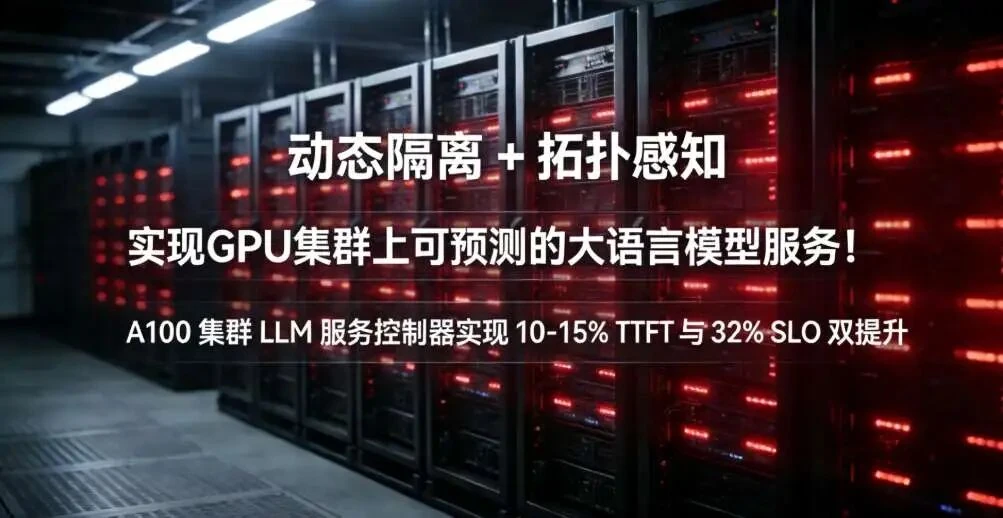 动态隔离 + 拓扑感知
实现GPU集群上可预测的大语言模型服务！
A100 集群 LLM 服务控制器实现 10-15% TTFT 与 32% SLO 双提升